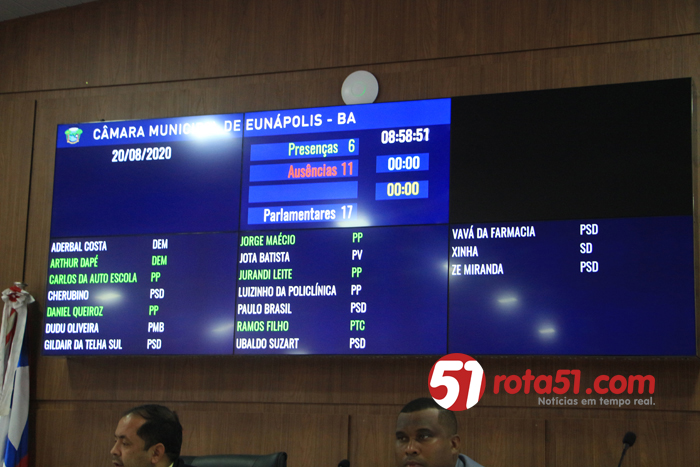 CÂMARA MUNICIPAL DE EUNÁPOLIS - BA
20/08/2020
08:58:51
Presenças 6
00:00
Ausências 11
00:00
Parlamentares 17
ADERBAL COSTA DEM
ARTHUR DAPÉ DEM
CARLOS DA AUTO ESCOLA PP
CHERUBINO PSD
DANIEL QUEIROZ PP
DUDU OLIVEIRA PMB
GILDAIR DA TELHA SUL PSD
JORGE MAÉCIO PP
JOTA BATISTA PV
JURANDI LEITE PP
LUIZINHO DA POLICLÍNICA PP
PAULO BRASIL PSD
RAMOS FILHO PTC
UBALDO SUZART PSD
VAVÁ DA FARMACIA PSD
XINHA SD
ZE MIRANDA PSD
51 rota51.com
Notícias em tempo real.